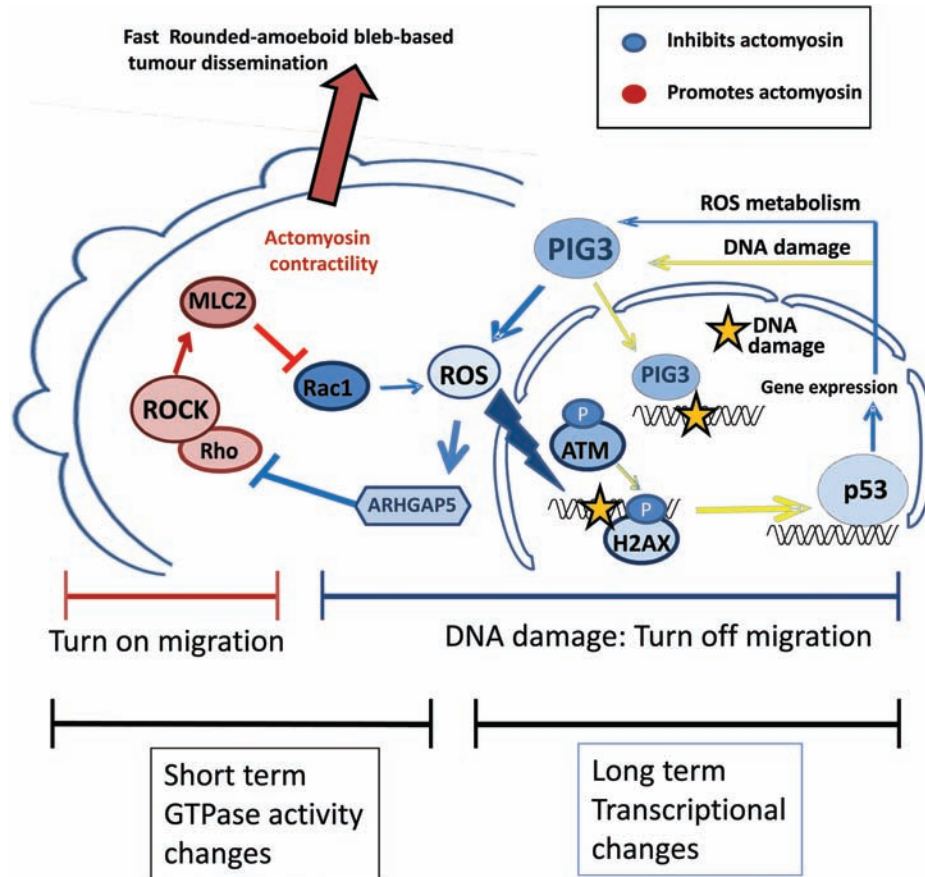 Fast Rounded-amoeboid bleb-based
tumour dissemination
Inhibits actomyosin
Promotes actomyosin
ROS metabolism
DNA damage
PIG3
Actomyosin
contractility
MLC2
DNA
damage
PIG3
Gene expression
ROS
Rac1
ROCK
Rho
P
ATM
p53
ARHGAP5
P
H2AX
Turn on migration
DNA damage: Turn off migration
Short term
GTPase activity
changes
Long term
Transcriptional
changes